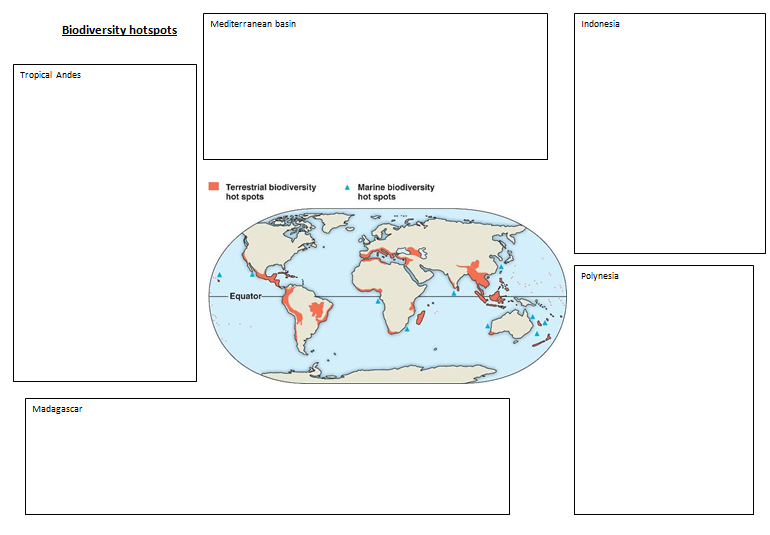 Biodiversity hotspots
Mediterranean basin
Indonesia
Tropical Andes
Terrestrial biodiversity
hot spots
Marine biodiversity
hot spots
Equator
Polynesia
Madagascar